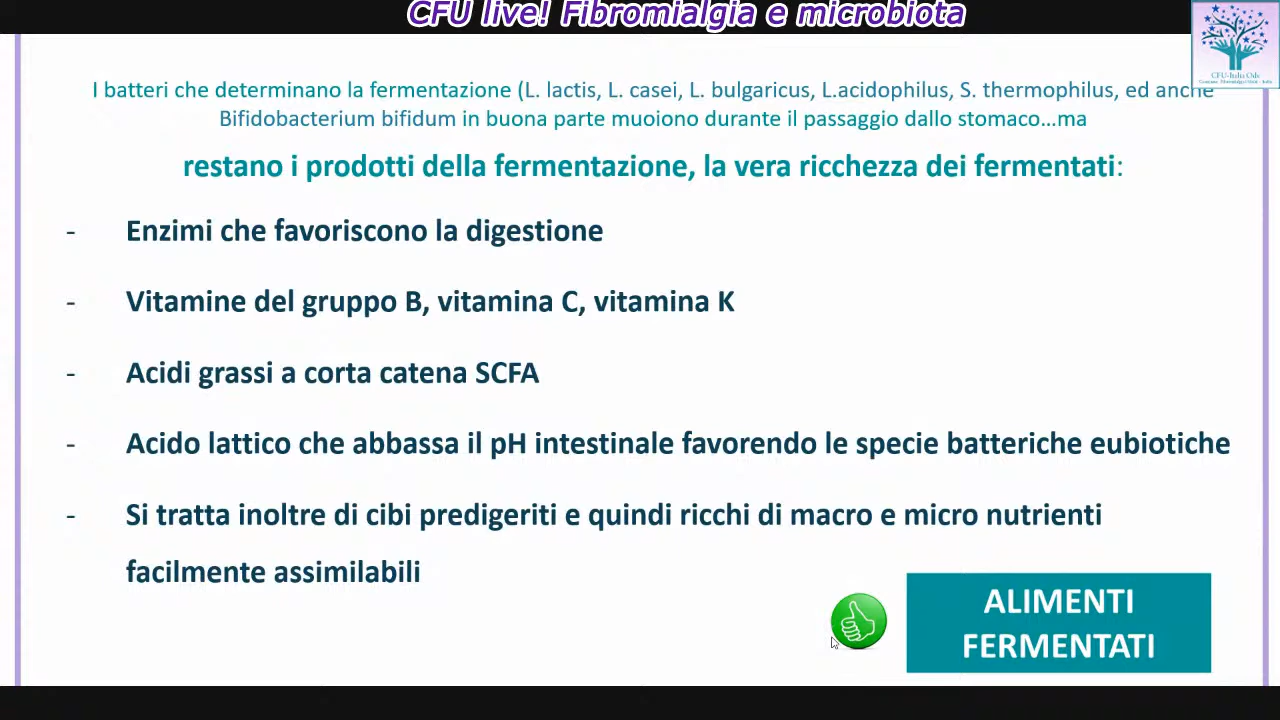 CFU live! Fibromialgia e microbiota
CFU-Italia Odv
I batteri che determinano la fermentazione (L. lactis, L. casei, L. bulgaricus, L.acidophilus, S. thermophilus, ed anche
Bifidobacterium bifidum in buona parte muoiono durante il passaggio dallo stomaco...ma
restano i prodotti della fermentazione, la vera ricchezza dei fermentati:
- Enzimi che favoriscono la digestione
- Vitamine del gruppo B, vitamina C, vitamina K
- Acidi grassi a corta catena SCFA
- Acido lattico che abbassa il pH intestinale favorendo le specie batteriche eubiotiche
- Si tratta inoltre di cibi predigeriti e quindi ricchi di macro e micro nutrienti
facilmente assimilabili
ALIMENTI
FERMENTATI